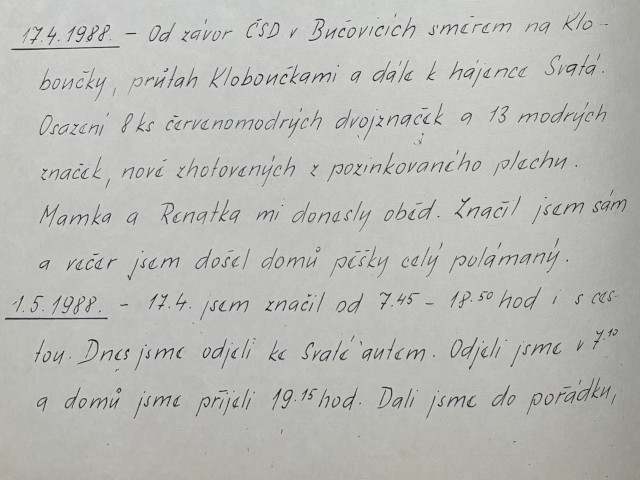 17.4.1988. - Od závor ČSD v Bučovicích směrem na Klo-
boučky, průtah Kloboučkami a dále k hájence Svatá.
Osazení 8 ks červenomodrých dvojznaček a 13 modrých
značek, nově zhotovených z pozinkovaného plechu.
Mamka a Renatka mi donesly oběd. Značil jsem sám
a večer jsem došel domů pěšky celý polámaný.
1.5.1988. - 17.4. jsem značil od 7.45 - 18.50 hod i s ces-
tou. Dnes jsme odjeli ke Svaté autem. Odjeli jsme v 7.10
a domů jsme přijeli 19.15 hod. Dali jsme do pořádku,